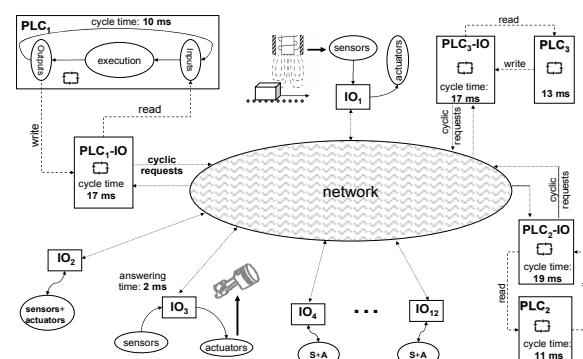 PLC1
cycle time: 10 ms
Outputs
execution
Inputs
write
read
PLC1-IO
cycle time
17 ms
cyclic
requests
sensors
actuators
IO1
read
PLC3-IO
cycle time:
17 ms
write
PLC3
13 ms
cyclic
requests
network
cyclic
requests
PLC2-IO
cycle time:
19 ms
read
PLC2
cycle time:
11 ms
IO2
sensors+
actuators
answering
time: 2 ms
IO3
sensors
actuators
IO4
S+A
...
IO12
S+A